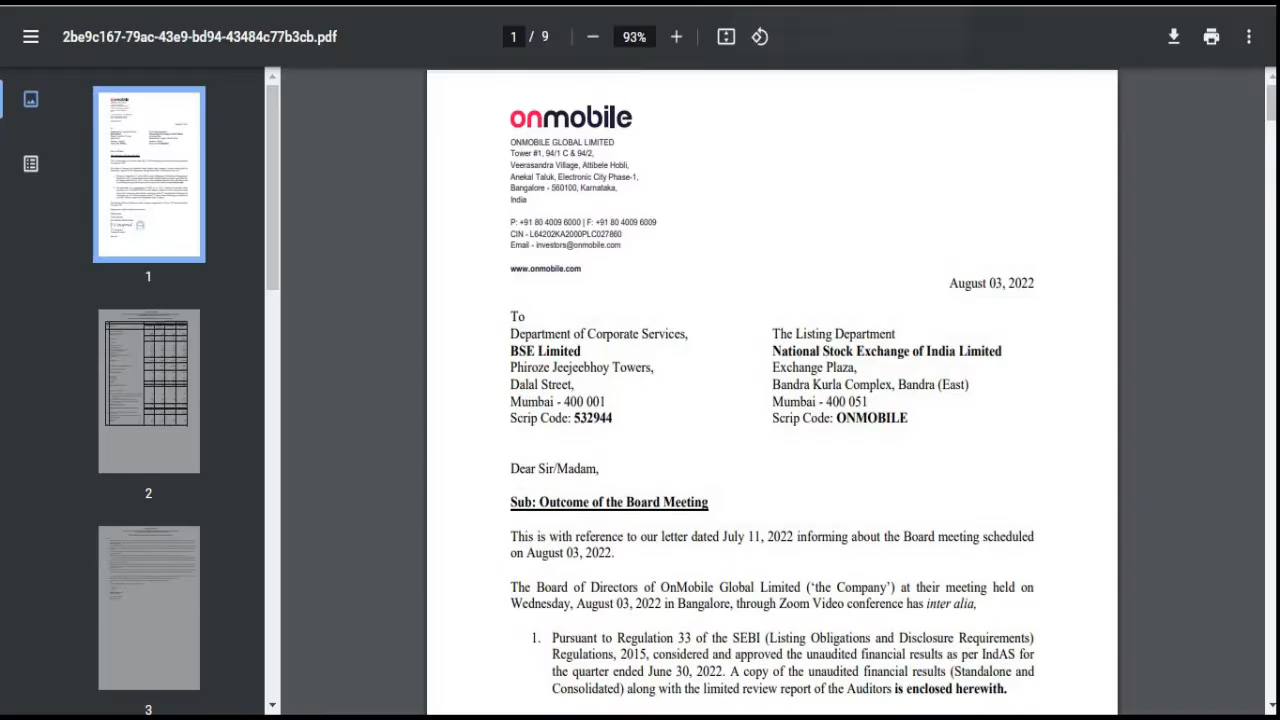 2be9c167-79ac-43e9-bd94-43484c77b3cb.pdf
1 / 9
93%
1
2
3
onmobile
ONMOBILE GLOBAL LIMITED
Tower #1, 94/1 C & 94/2,
Veerasandra Village, Attibele Hobli,
Anekal Taluk, Electronic City Phase-1,
Bangalore - 560100, Karnataka,
India
P: +91 80 4009 6000 | F: +91 80 4009 6009
CIN - L64202KA2000PLC027860
Email - investors@onmobile.com
www.onmobile.com
August 03, 2022
To
Department of Corporate Services,
BSE Limited
Phiroze Jeejeebhoy Towers,
Dalal Street,
Mumbai - 400 001
Scrip Code: 532944
The Listing Department
National Stock Exchange of India Limited
Exchange Plaza,
Bandra Kurla Complex, Bandra (East)
Mumbai - 400 051
Scrip Code: ONMOBILE
Dear Sir/Madam,
Sub: Outcome of the Board Meeting
This is with reference to our letter dated July 11, 2022 informing about the Board meeting scheduled
on August 03, 2022.
The Board of Directors of OnMobile Global Limited (‘the Company’) at their meeting held on
Wednesday, August 03, 2022 in Bangalore, through Zoom Video conference has inter alia,
1. Pursuant to Regulation 33 of the SEBI (Listing Obligations and Disclosure Requirements)
Regulations, 2015, considered and approved the unaudited financial results as per IndAS for
the quarter ended June 30, 2022. A copy of the unaudited financial results (Standalone and
Consolidated) along with the limited review report of the Auditors is enclosed herewith.